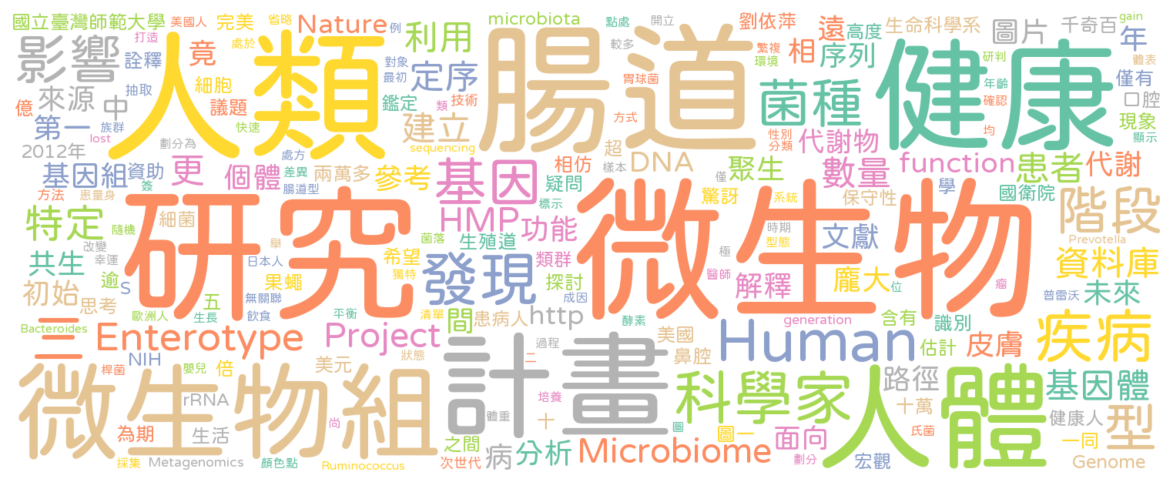 國立臺灣師範大學 美國人 完美 省略 Nature 例 microbiota 點處 開立 劉依萍 遠 高度 生命科學系 圖片 千奇百 gain
影響 打造 處於 人類 利用 腸道 繁複 相 序列 健康 年 研判 體表
詮釋 竟 對象 最初 定序 環境 菌種 僅有
來源 中 抽取 細胞 鑑定 胃球菌 年齡 口腔
億 議題 類 技術 確認
第一 族群 快速 建立 方式 性別 分類 代謝物 均 現象 顯示
2012年 lost 劃分為 sequencing 超
基因組 資助 更 處方 差異 兩萬多 參考 基因 相仿 樣本 DNA 聚生 數量 function 患者 代謝
方法 簽 憲量身 個體 腸道型 疑問 標示 僅 驚訝 系統 保守性 學 國衛院
特定 隨機 細菌 研究 HMP 功能 微生物 時期 型態 文獻 階段
改變 幸運 舉 菌落 生殖道 極 Prevotella
共生 逾 S 日本人 果蠅 希望 獨特 發現 類群 醫師 解釋 龐大 位 瘤 資料庫
初始 思考 五 無關聯 探討 成因 普雷沃 未來
歐洲人 生長 飲食 平衡 清單 間 患病人 http 酵素 含有 識別
三 Bacteroides Enterotype Project 計畫 美國 generation Human 估計 皮膚 疾病
NIH 桿菌 嬰兒 倍 美元 狀態 過程 二 鼻腔 路徑 基因體
微生物組 rRNA 體重 培養 科學家 人體 十萬 健康人 型
為期 生活 尚 十 圖 圖一 面向 氏菌 一同
採集 Metagenomics 顏色點 Ruminococcus 之間 次世代 病 分析 Microbiome 劃分 宏觀 Genome